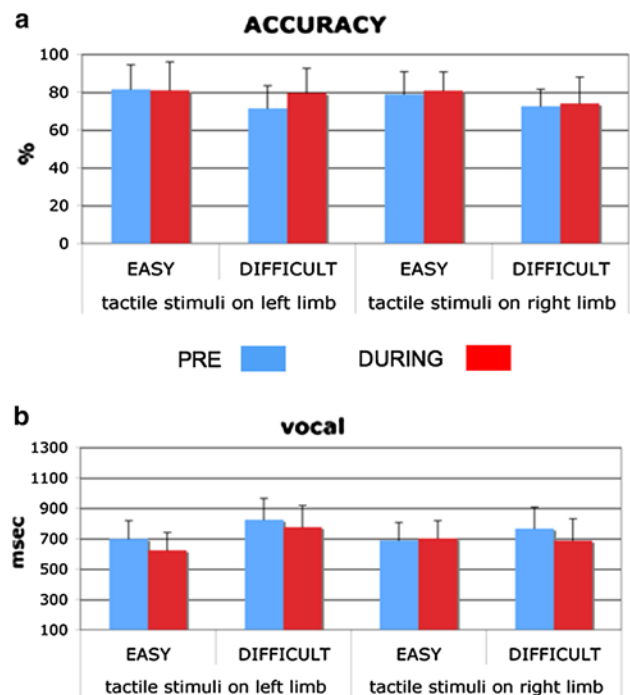 a
ACCURACY
100
80
60
40
20
0
%
EASY DIFFICULT EASY DIFFICULT
tactile stimuli on left limb tactile stimuli on right limb
PRE DURING
b
vocal
1300
1100
900
700
500
300
100
msec
EASY DIFFICULT EASY DIFFICULT
tactile stimuli on left limb tactile stimuli on right limb